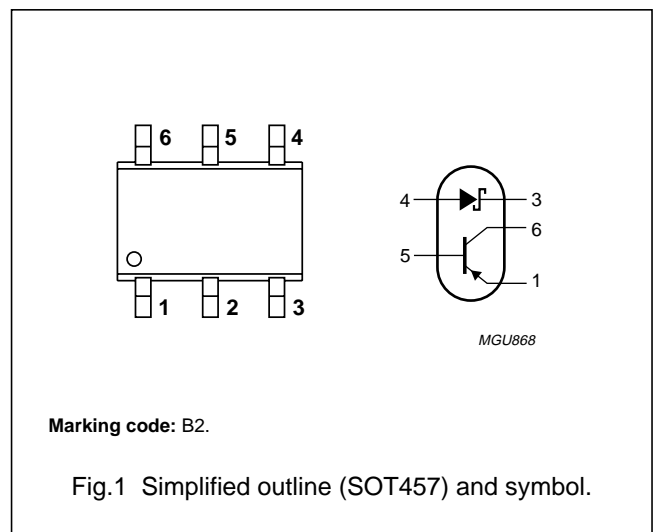 6 5 4
4 3
6
5
1
1 2 3
MGU868
Marking code: B2.
Fig.1 Simplified outline (SOT457) and symbol.